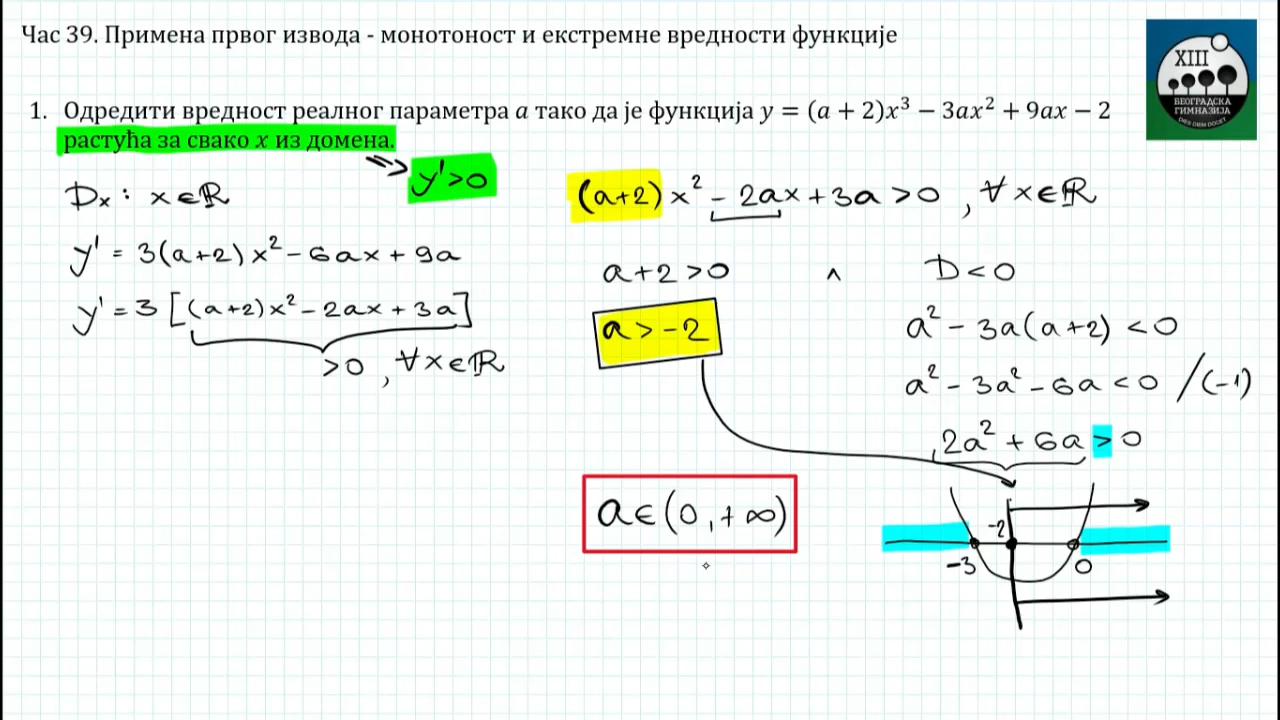 Час 39. Примена првог извода - монотоност и екстремне вредности функције
XIII
БЕОГРАДСКА
ГИМНАЗИЈА
1. Одредити вредност реалног параметра a тако да је функција y = (a + 2)x³ − 3ax² + 9ax − 2
растућа за свако x из домена.
⇒ y' > 0
Dx : x ∈ ℝ
y' = 3(a+2)x² − 6ax + 9a
y' = 3[(a+2)x² − 2ax + 3a]
>0 , ∀x∈ℝ
(a+2)x² − 2ax + 3a > 0 , ∀x∈ℝ
a+2 > 0 ∧ D < 0
a > −2
a² − 3a(a+2) < 0
a² − 3a² − 6a < 0 /(−1)
2a² + 6a > 0
a ∈ (0, +∞)
−2
−3
0